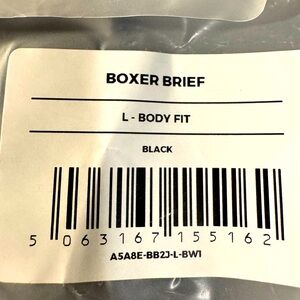 BOXER BRIEF
L - BODY FIT
BLACK
5 063167 155162
A5A8E-BB2J-L-BW1